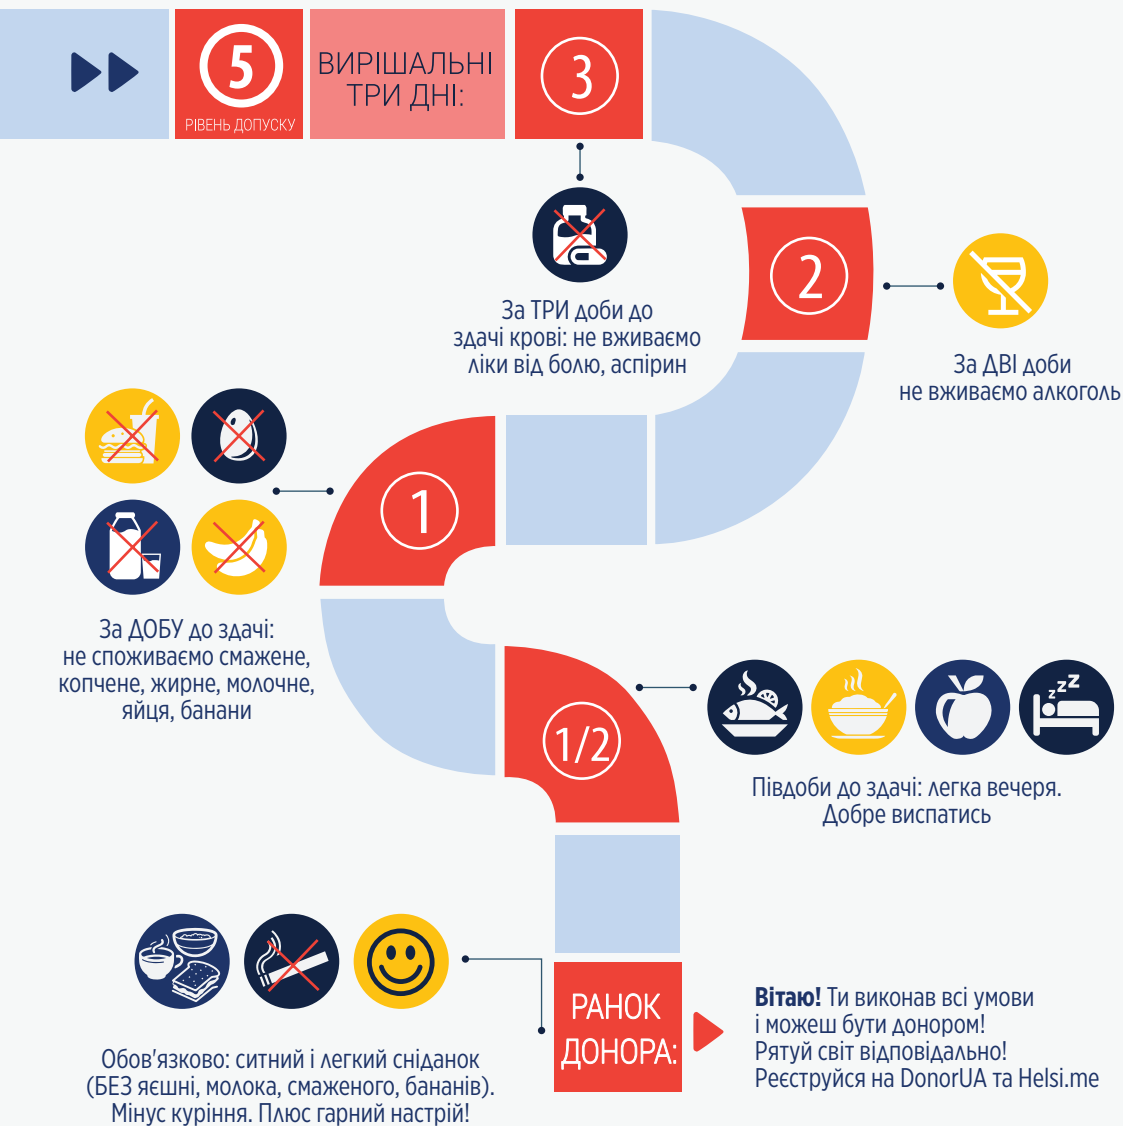 5
РІВЕНЬ ДОПУСКУ
ВИРІШАЛЬНІ
ТРИ ДНІ:
3
За ТРИ доби до
здачі крові: не вживаємо
ліки від болю, аспірин
2
За ДВІ доби
не вживаємо алкоголь
1
За ДОБУ до здачі:
не споживаємо смажене,
копчене, жирне, молочне,
яйця, банани
1/2
z z Z
Півдоби до здачі: легка вечеря.
Добре виспатись
РАНОК
ДОНОРА:
Обов'язково: ситний і легкий сніданок
(БЕЗ яєшні, молока, смаженого, бананів).
Мінус куріння. Плюс гарний настрій!
Вітаю! Ти виконав всі умови
і можеш бути донором!
Рятуй світ відповідально!
Реєструйся на DonorUA та Helsi.me